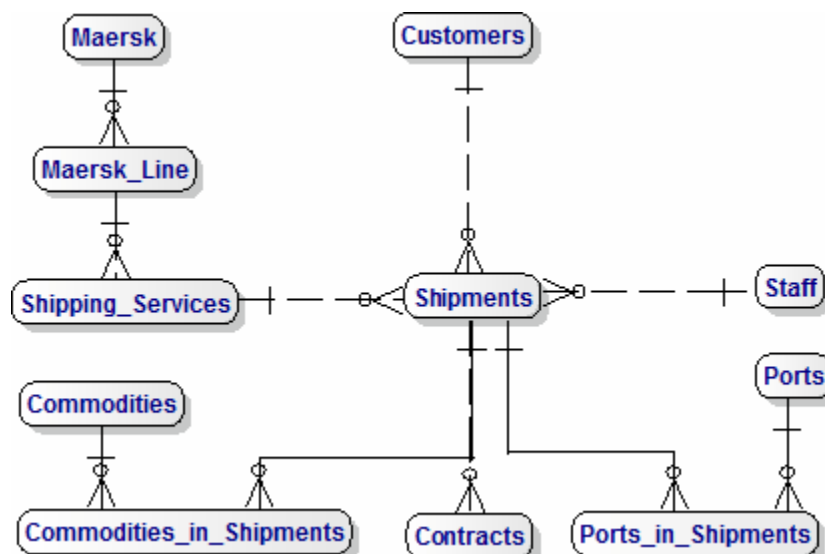 Maersk
Customers
Maersk_Line
Shipping_Services
Shipments
Staff
Commodities
Ports
Commodities_in_Shipments
Contracts
Ports_in_Shipments